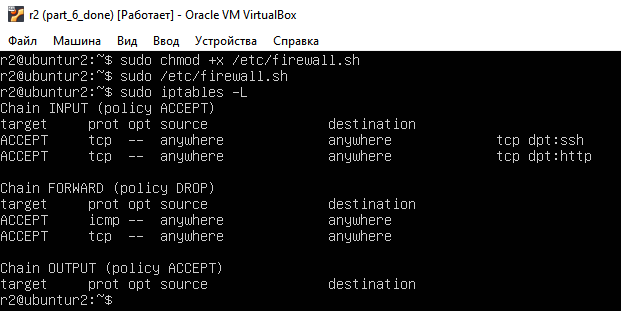 r2 (part_6_done) [Работает] - Oracle VM VirtualBox
Файл Машина Вид Ввод Устройства Справка
r2@ubuntur2:~$ sudo chmod +x /etc/firewall.sh
r2@ubuntur2:~$ sudo /etc/firewall.sh
r2@ubuntur2:~$ sudo iptables -L
Chain INPUT (policy ACCEPT)
target prot opt source destination
ACCEPT tcp -- anywhere anywhere tcp dpt:ssh
ACCEPT tcp -- anywhere anywhere tcp dpt:http
Chain FORWARD (policy DROP)
target prot opt source destination
ACCEPT icmp -- anywhere anywhere
ACCEPT tcp -- anywhere anywhere
Chain OUTPUT (policy ACCEPT)
target prot opt source destination
r2@ubuntur2:~$